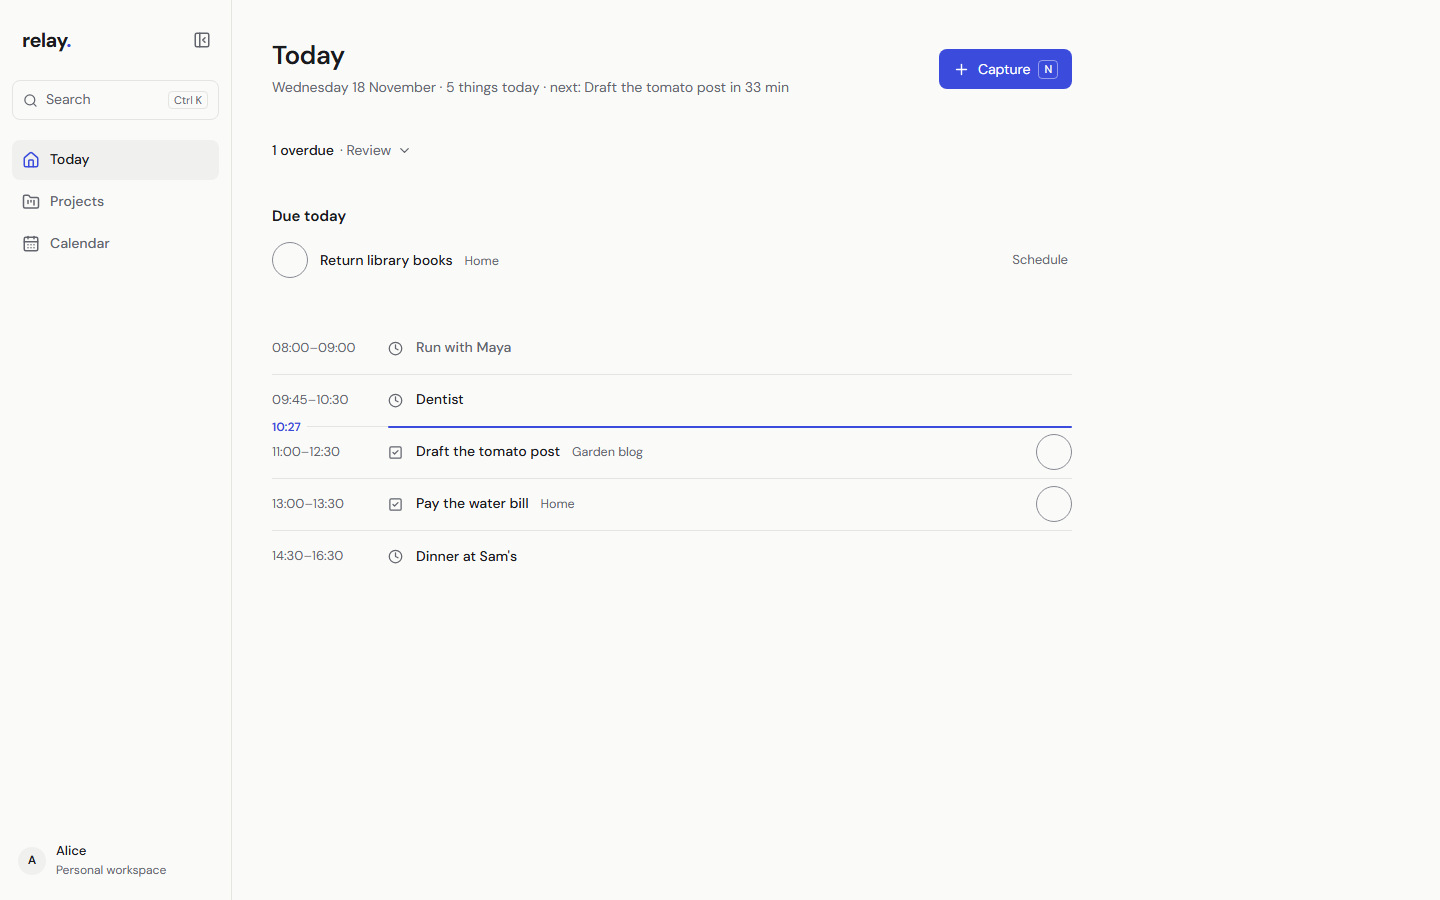 relay.
Search Ctrl K
Today
Projects
Calendar
Alice
Personal workspace
Today
Wednesday 18 November · 5 things today · next: Draft the tomato post in 33 min
+ Capture N
1 overdue · Review
Due today
Return library books Home Schedule
08:00–09:00 Run with Maya
09:45–10:30 Dentist
10:27
11:00–12:30 Draft the tomato post Garden blog
13:00–13:30 Pay the water bill Home
14:30–16:30 Dinner at Sam's
A